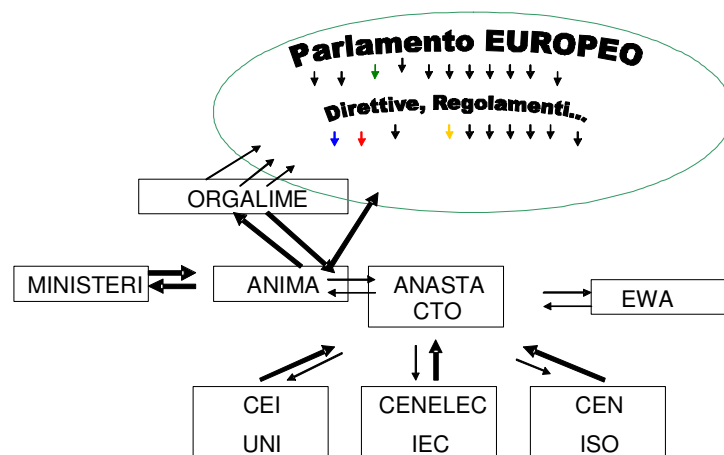 Parlamento EUROPEO
Direttive, Regolamenti...
ORGALIME
MINISTERI
ANIMA
ANASTA
CTO
EWA
CEI
UNI
CENELEC
IEC
CEN
ISO